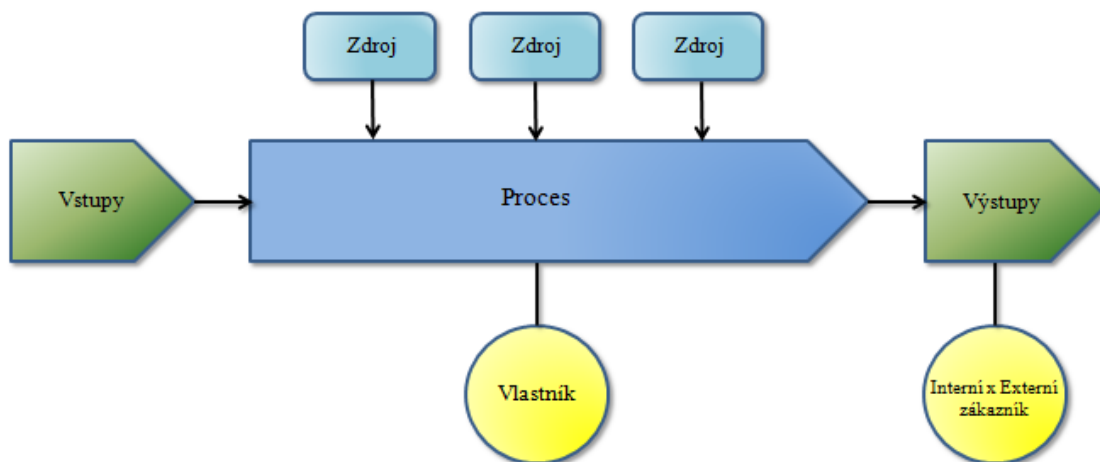 Zdroj
Zdroj
Zdroj
Vstupy
Proces
Výstupy
Vlastník
Interní x Externí
zákazník